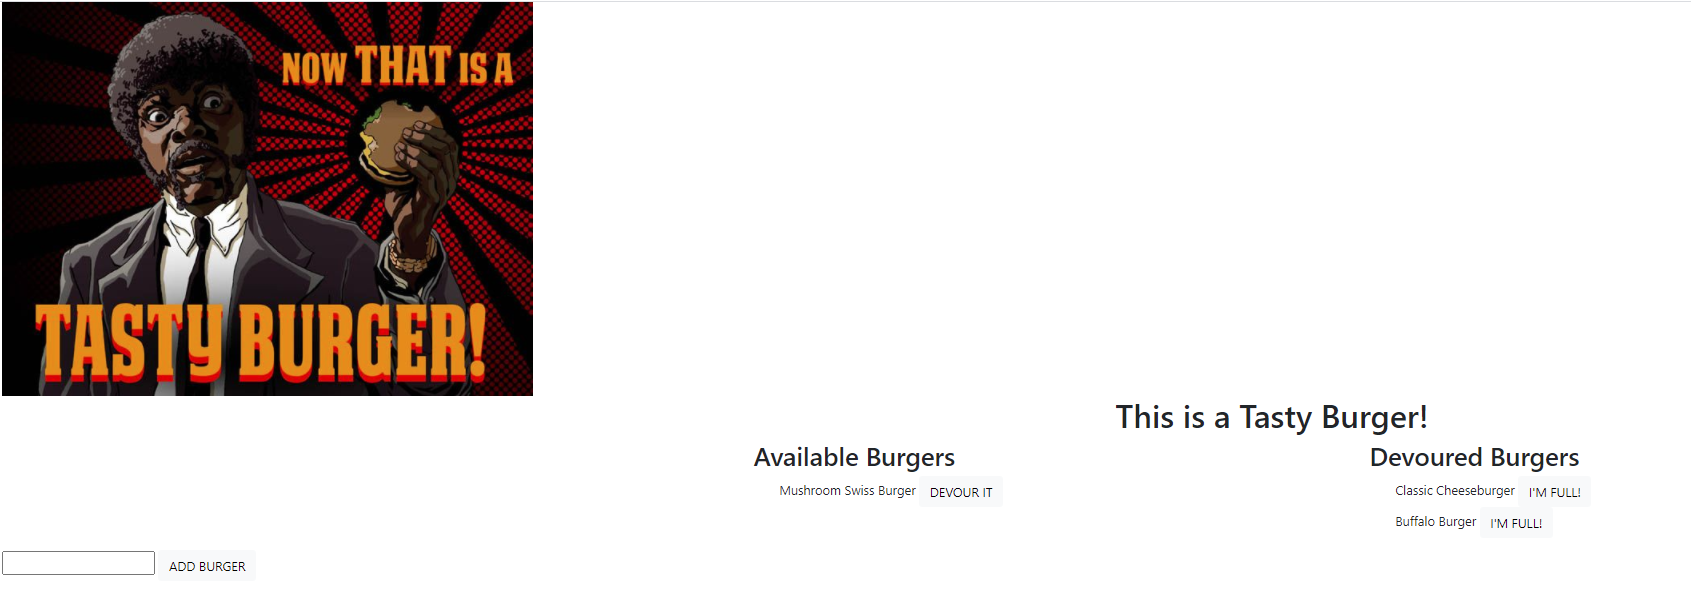 NOW THAT IS A
TASTY BURGER!
This is a Tasty Burger!
Available Burgers
Mushroom Swiss Burger DEVOUR IT
Devoured Burgers
Classic Cheeseburger I'M FULL!
Buffalo Burger I'M FULL!
ADD BURGER